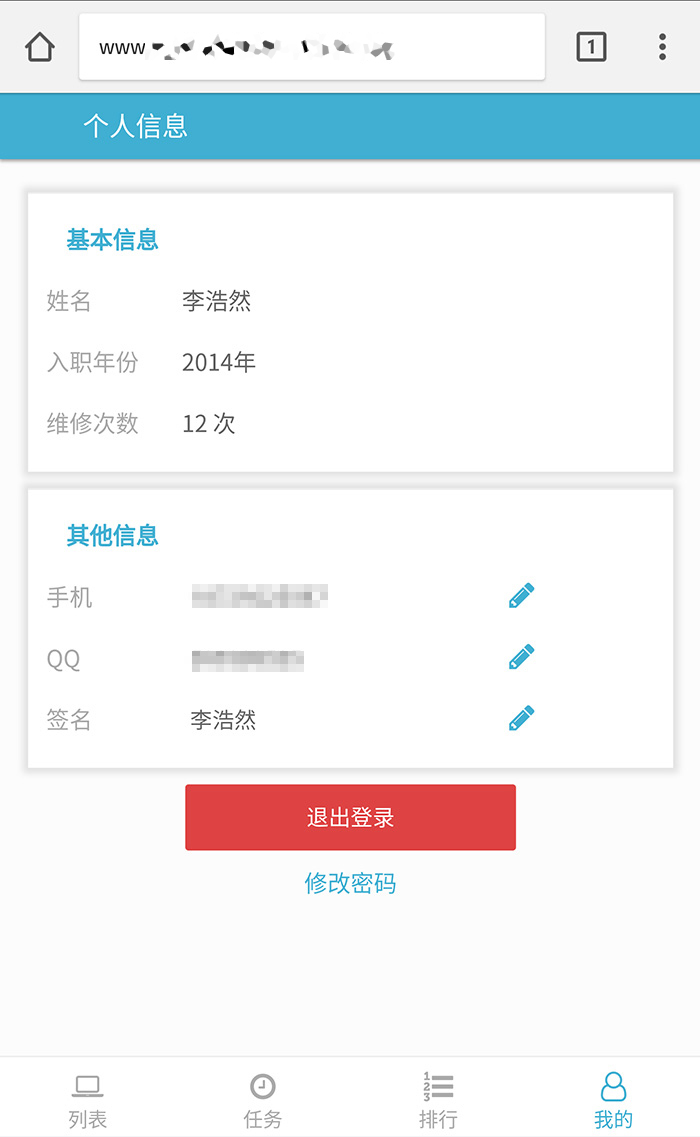 www
1
个人信息
基本信息
姓名 李浩然
入职年份 2014年
维修次数 12 次
其他信息
手机
QQ
签名 李浩然
退出登录
修改密码
列表 任务 排行 我的